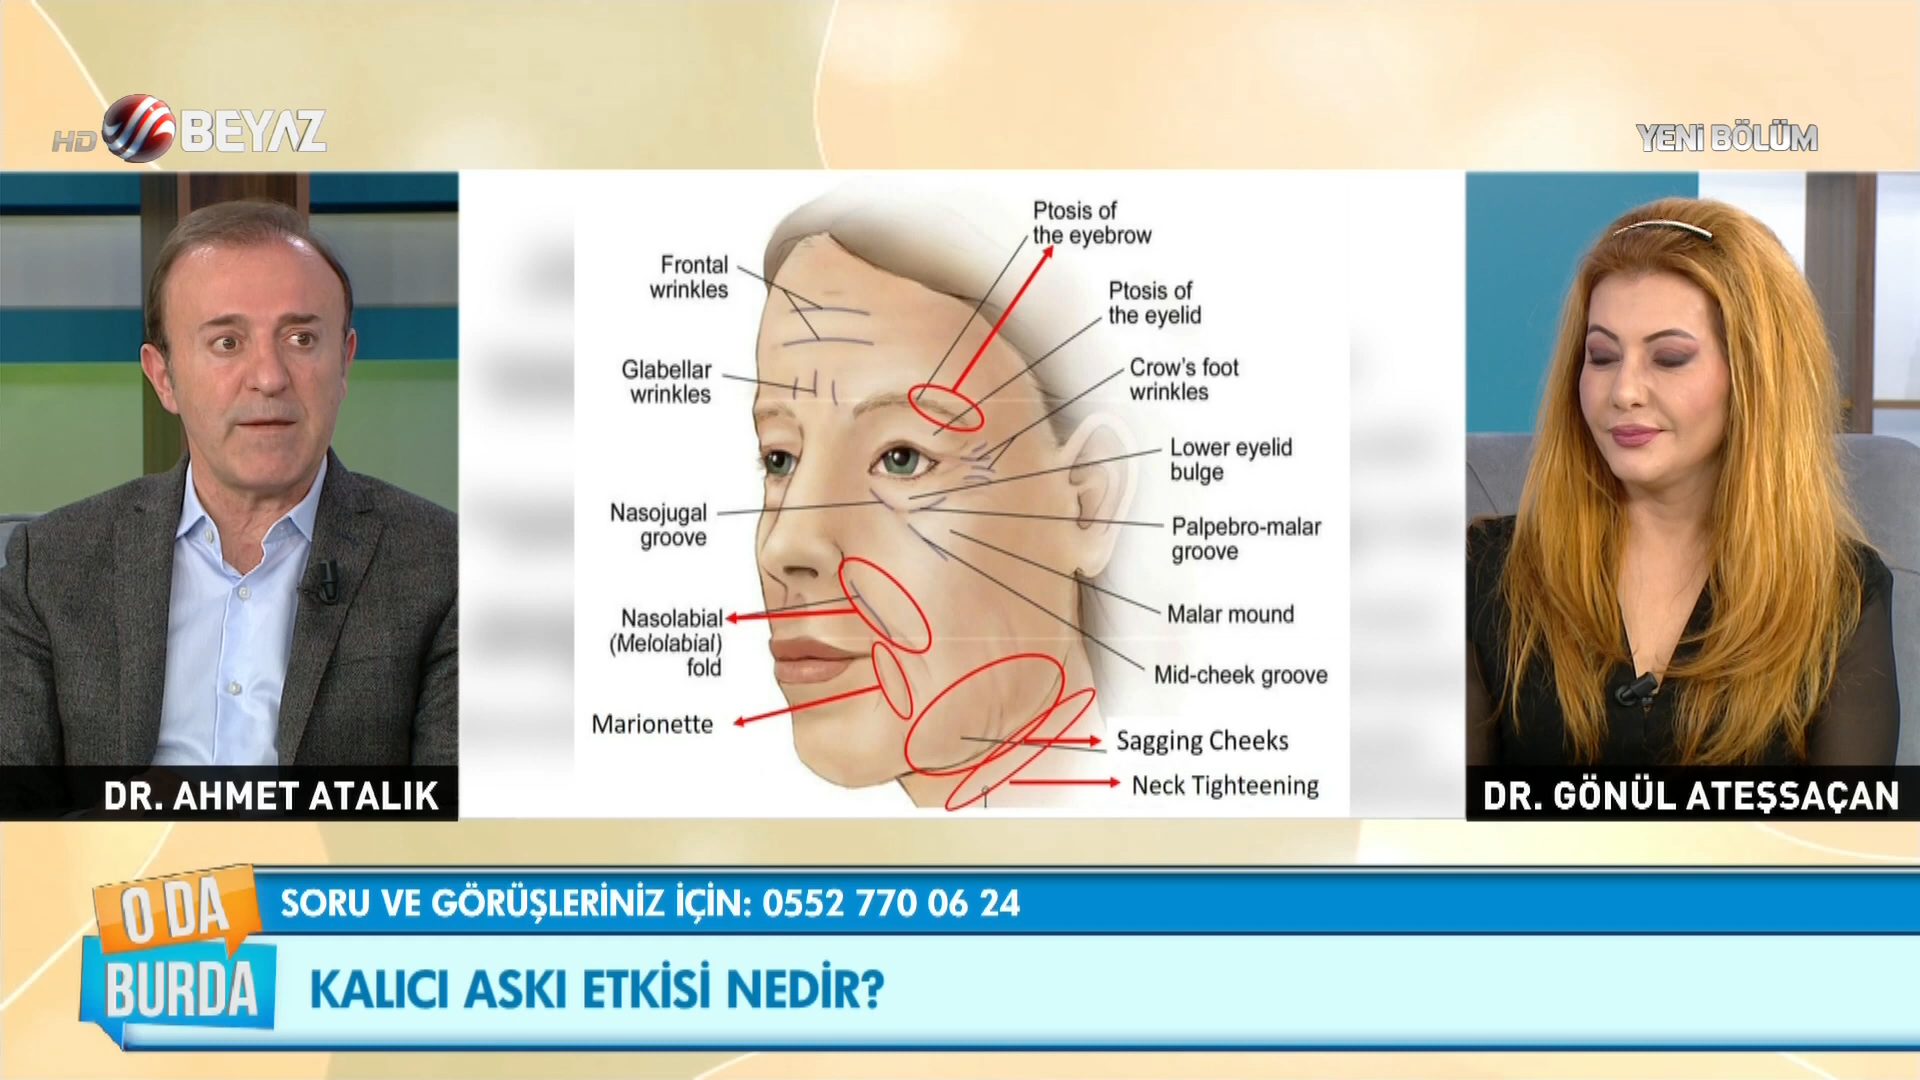 HD BEYAZ
YENİ BÖLÜM
Ptosis of
the eyebrow
Frontal
wrinkles
Ptosis of
the eyelid
Glabellar
wrinkles
Crow's foot
wrinkles
Lower eyelid
bulge
Nasojugal
groove
Palpebro-malar
groove
Nasolabial
(Melolabial)
fold
Malar mound
Mid-cheek groove
Marionette
Sagging Cheeks
Neck Tighteening
DR. AHMET ATALIK
DR. GÖNÜL ATEŞSAÇAN
O DA
BURDA
SORU VE GÖRÜŞLERİNİZ İÇİN: 0552 770 06 24
KALICI ASKI ETKİSİ NEDİR?